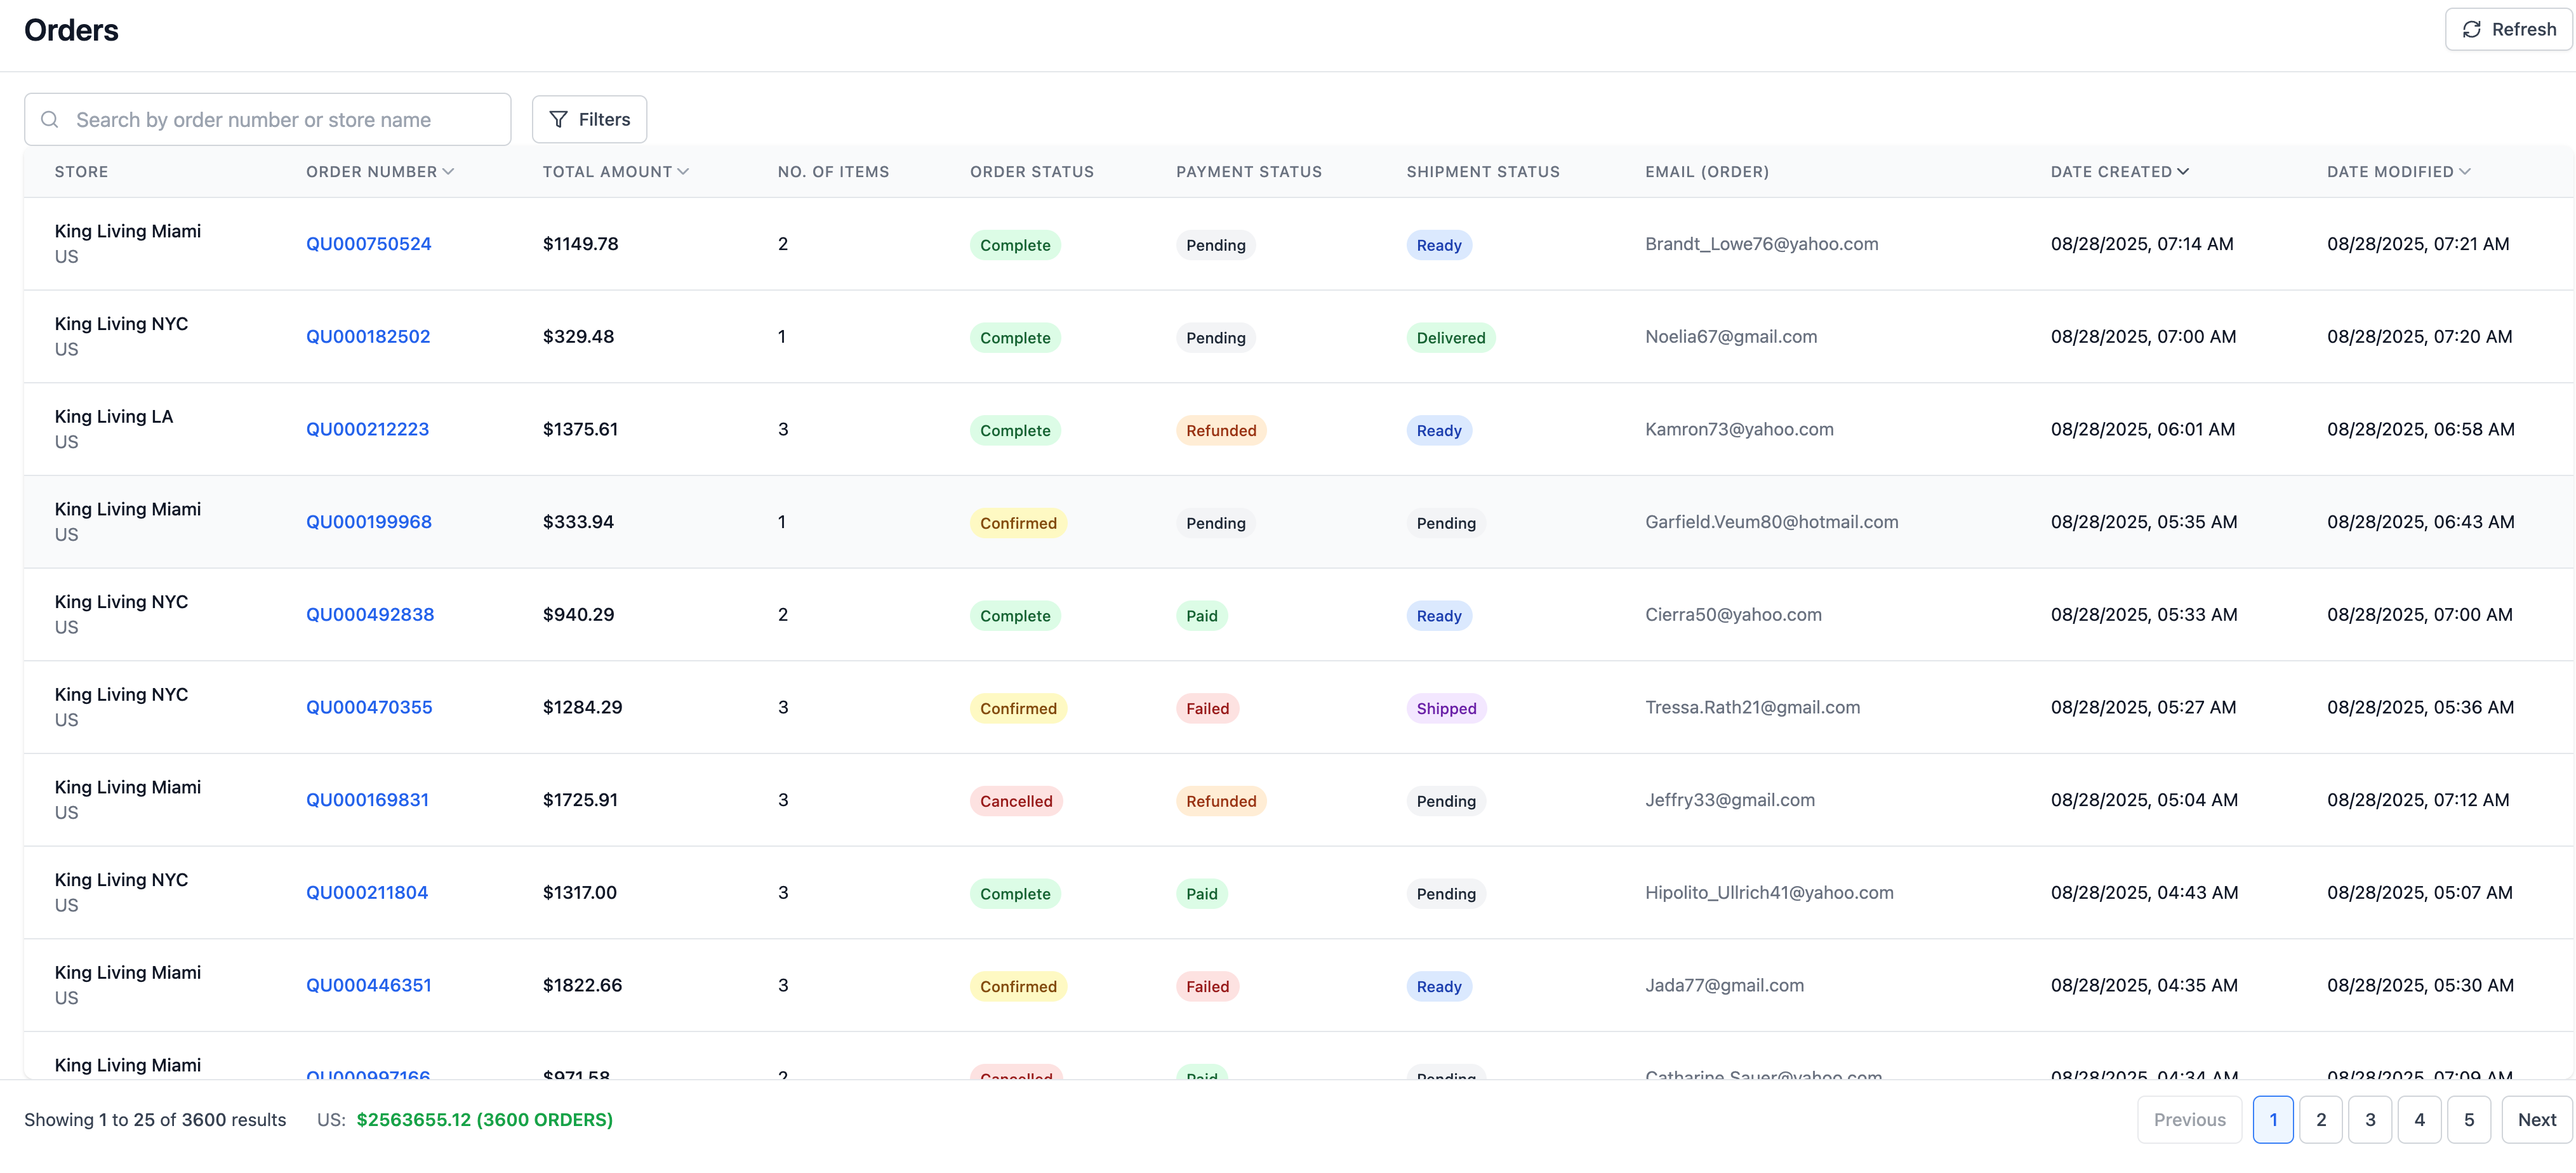 Orders
Refresh
Search by order number or store name
Filters
STORE ORDER NUMBER TOTAL AMOUNT NO. OF ITEMS ORDER STATUS PAYMENT STATUS SHIPMENT STATUS EMAIL (ORDER) DATE CREATED DATE MODIFIED
King Living Miami
US
QU000750524 $1149.78 2 Complete Pending Ready Brandt_Lowe76@yahoo.com 08/28/2025, 07:14 AM 08/28/2025, 07:21 AM
King Living NYC
US
QU000182502 $329.48 1 Complete Pending Delivered Noelia67@gmail.com 08/28/2025, 07:00 AM 08/28/2025, 07:20 AM
King Living LA
US
QU000212223 $1375.61 3 Complete Refunded Ready Kamron73@yahoo.com 08/28/2025, 06:01 AM 08/28/2025, 06:58 AM
King Living Miami
US
QU000199968 $333.94 1 Confirmed Pending Pending Garfield.Veum80@hotmail.com 08/28/2025, 05:35 AM 08/28/2025, 06:43 AM
King Living NYC
US
QU000492838 $940.29 2 Complete Paid Ready Cierra50@yahoo.com 08/28/2025, 05:33 AM 08/28/2025, 07:00 AM
King Living NYC
US
QU000470355 $1284.29 3 Confirmed Failed Shipped Tressa.Rath21@gmail.com 08/28/2025, 05:27 AM 08/28/2025, 05:36 AM
King Living Miami
US
QU000169831 $1725.91 3 Cancelled Refunded Pending Jeffry33@gmail.com 08/28/2025, 05:04 AM 08/28/2025, 07:12 AM
King Living NYC
US
QU000211804 $1317.00 3 Complete Paid Pending Hipolito_Ullrich41@yahoo.com 08/28/2025, 04:43 AM 08/28/2025, 05:07 AM
King Living Miami
US
QU000446351 $1822.66 3 Confirmed Failed Ready Jada77@gmail.com 08/28/2025, 04:35 AM 08/28/2025, 05:30 AM
King Living Miami
QU000997166 $971.58 2 Cancelled Paid Pending Catharine.Sauer@yahoo.com 08/28/2025, 04:34 AM 08/28/2025, 07:09 AM
Showing 1 to 25 of 3600 results US: $2563655.12 (3600 ORDERS)
Previous 1 2 3 4 5 Next